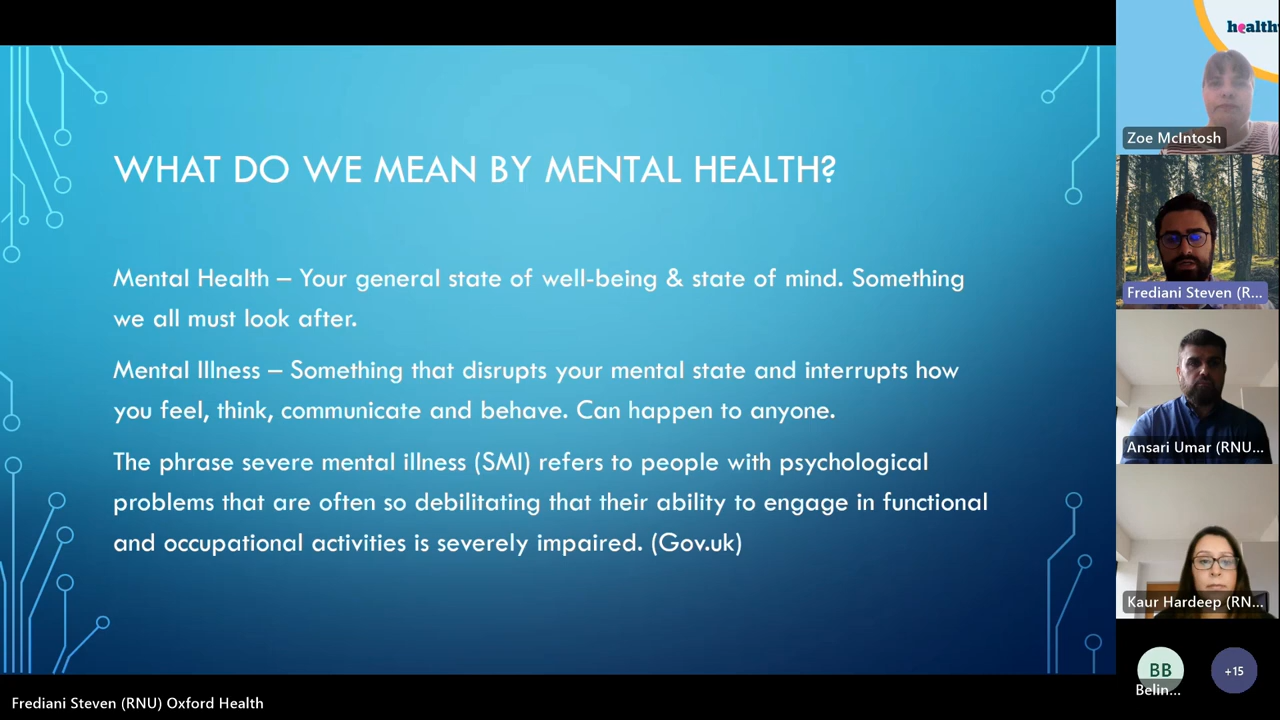 WHAT DO WE MEAN BY MENTAL HEALTH?
Mental Health – Your general state of well-being & state of mind. Something
we all must look after.
Mental Illness – Something that disrupts your mental state and interrupts how
you feel, think, communicate and behave. Can happen to anyone.
The phrase severe mental illness (SMI) refers to people with psychological
problems that are often so debilitating that their ability to engage in functional
and occupational activities is severely impaired. (Gov.uk)
Frediani Steven (RNU) Oxford Health
health
Zoe McIntosh
Frediani Steven (R...
Ansari Umar (RNU...
Kaur Hardeep (RN...
BB
Belin...
+15